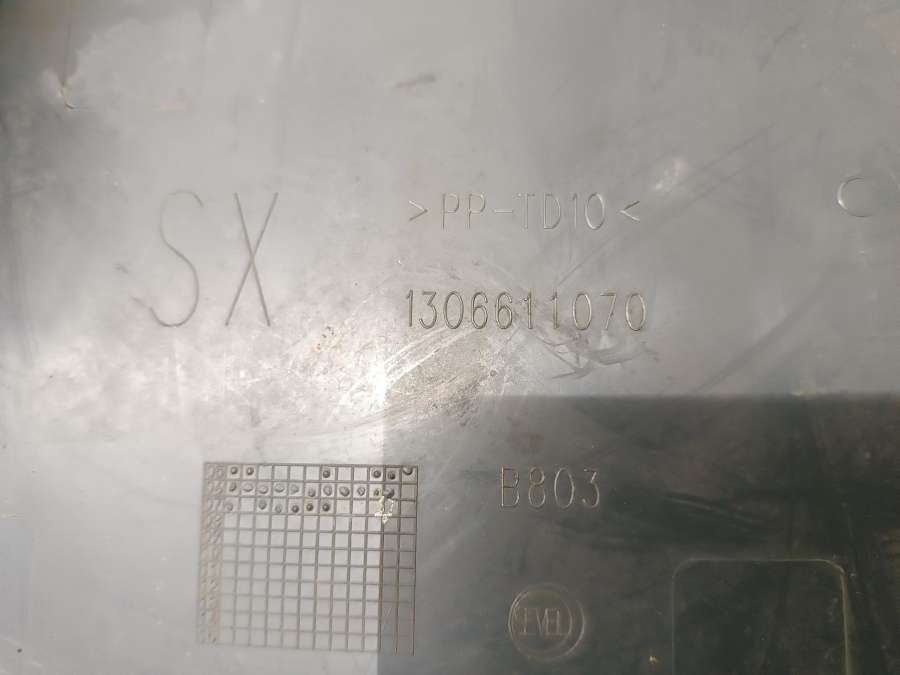 SX
>PP-TD10<
C
1306611070
B803
SEVEL